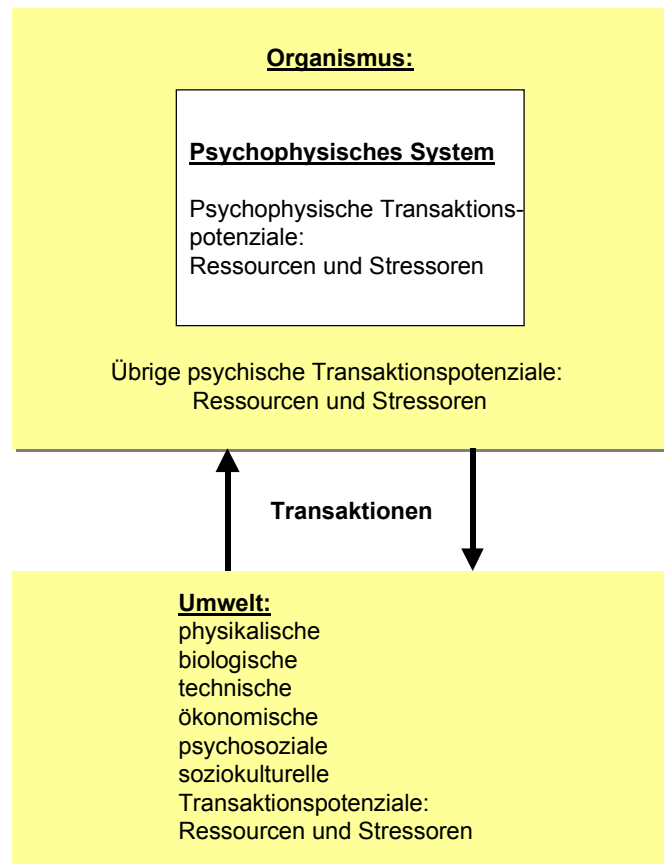 Organismus:
Psychophysisches System
Psychophysische Transaktions-
potenziale:
Ressourcen und Stressoren
Übrige psychische Transaktionspotenziale:
Ressourcen und Stressoren
Transaktionen
Umwelt:
physikalische
biologische
technische
ökonomische
psychosoziale
soziokulturelle
Transaktionspotenziale:
Ressourcen und Stressoren